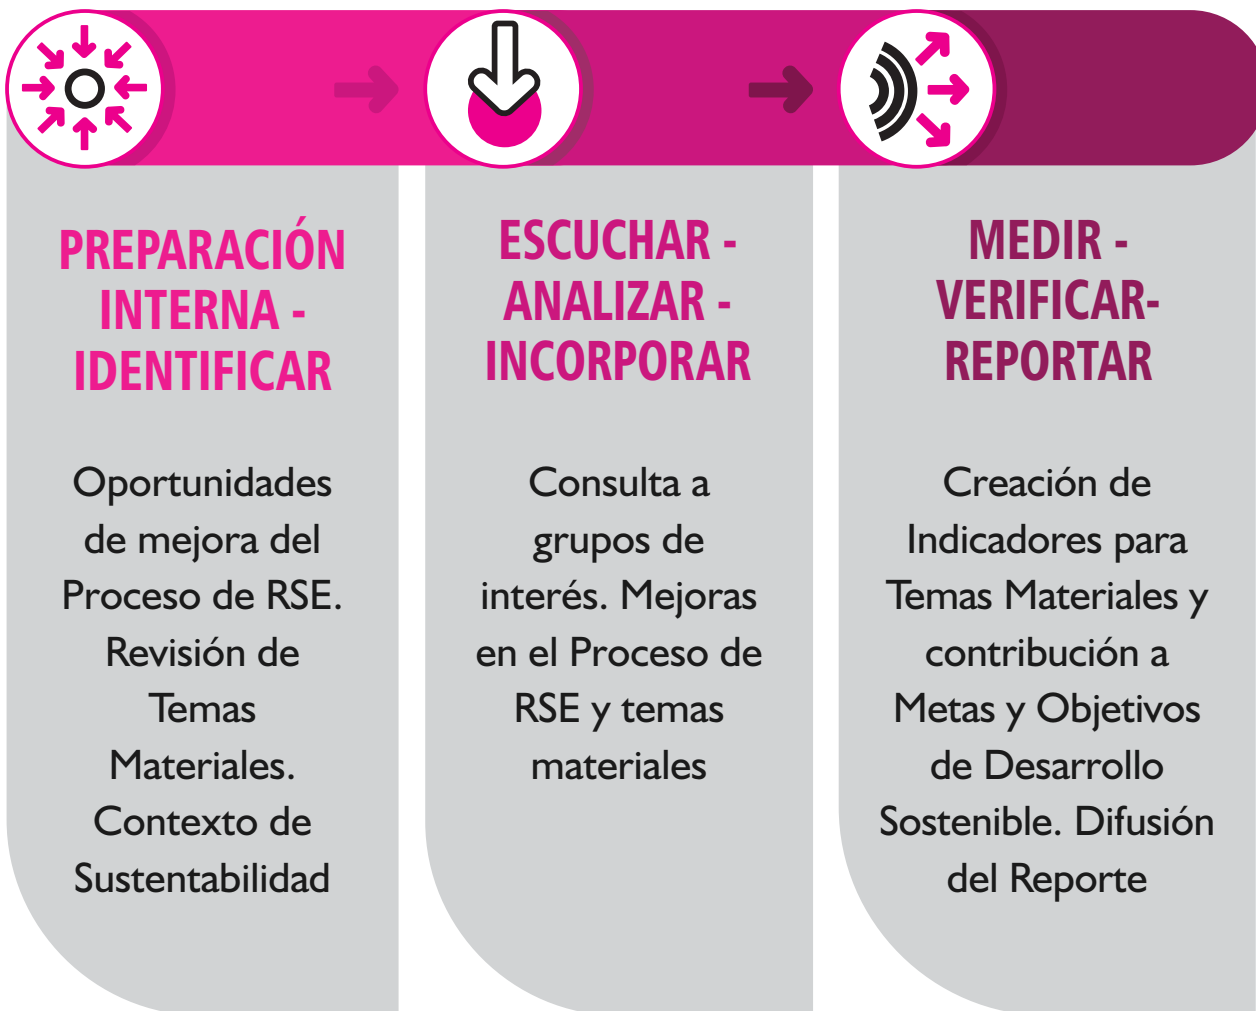 PREPARACIÓN
INTERNA -
IDENTIFICAR
Oportunidades
de mejora del
Proceso de RSE.
Revisión de
Temas
Materiales.
Contexto de
Sustentabilidad
ESCUCHAR -
ANALIZAR -
INCORPORAR
Consulta a
grupos de
interés. Mejoras
en el Proceso de
RSE y temas
materiales
MEDIR -
VERIFICAR-
REPORTAR
Creación de
Indicadores para
Temas Materiales y
contribución a
Metas y Objetivos
de Desarrollo
Sostenible. Difusión
del Reporte